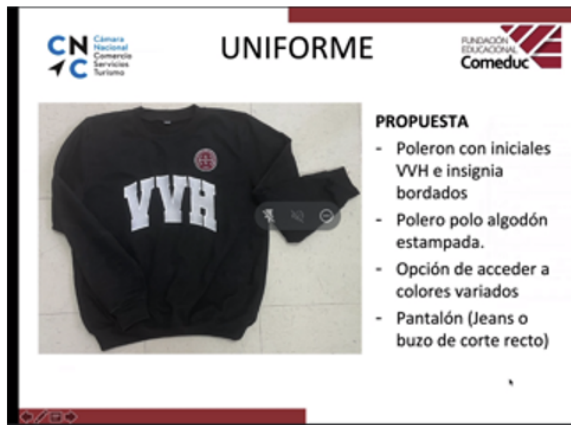 CNC
Cámara
Nacional
Comercio
Servicios
Turismo
UNIFORME
FUNDACIÓN
EDUCACIONAL
Comeduc
VVH
PROPUESTA
- Poleron con iniciales
VVH e insignia
bordados
- Polero polo algodón
estampada.
- Opción de acceder a
colores variados
- Pantalón (Jeans o
buzo de corte recto)